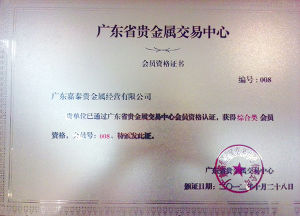 广东省贵金属交易中心
会员资格证书
编号：008
广东嘉泰贵金属经营有限公司
贵单位已通过广东省贵金属交易中心会员资格认证，获得综合类会员
资格，会员号：008。特颁发此证。
广东省贵金属交易中心
颁证日期：二〇一一年十月二十八日